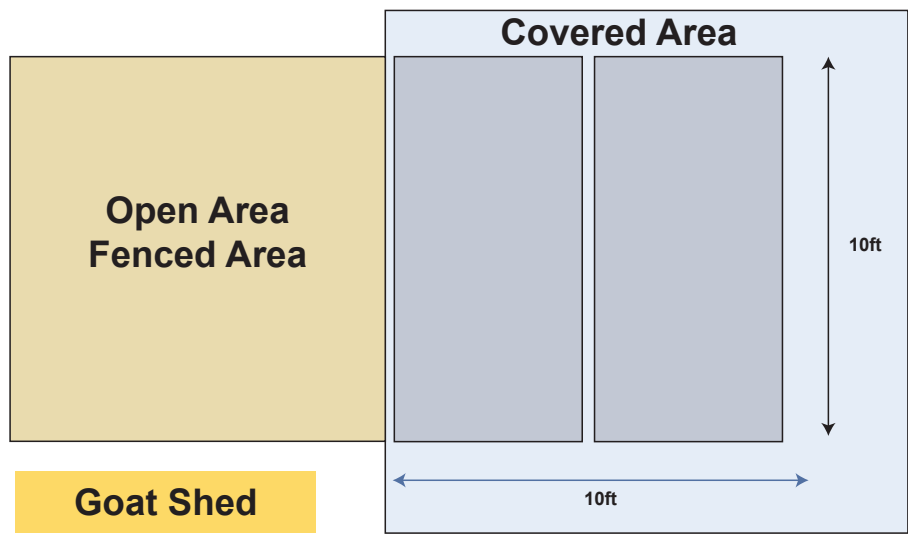 Covered Area
Open Area
Fenced Area
10ft
10ft
Goat Shed